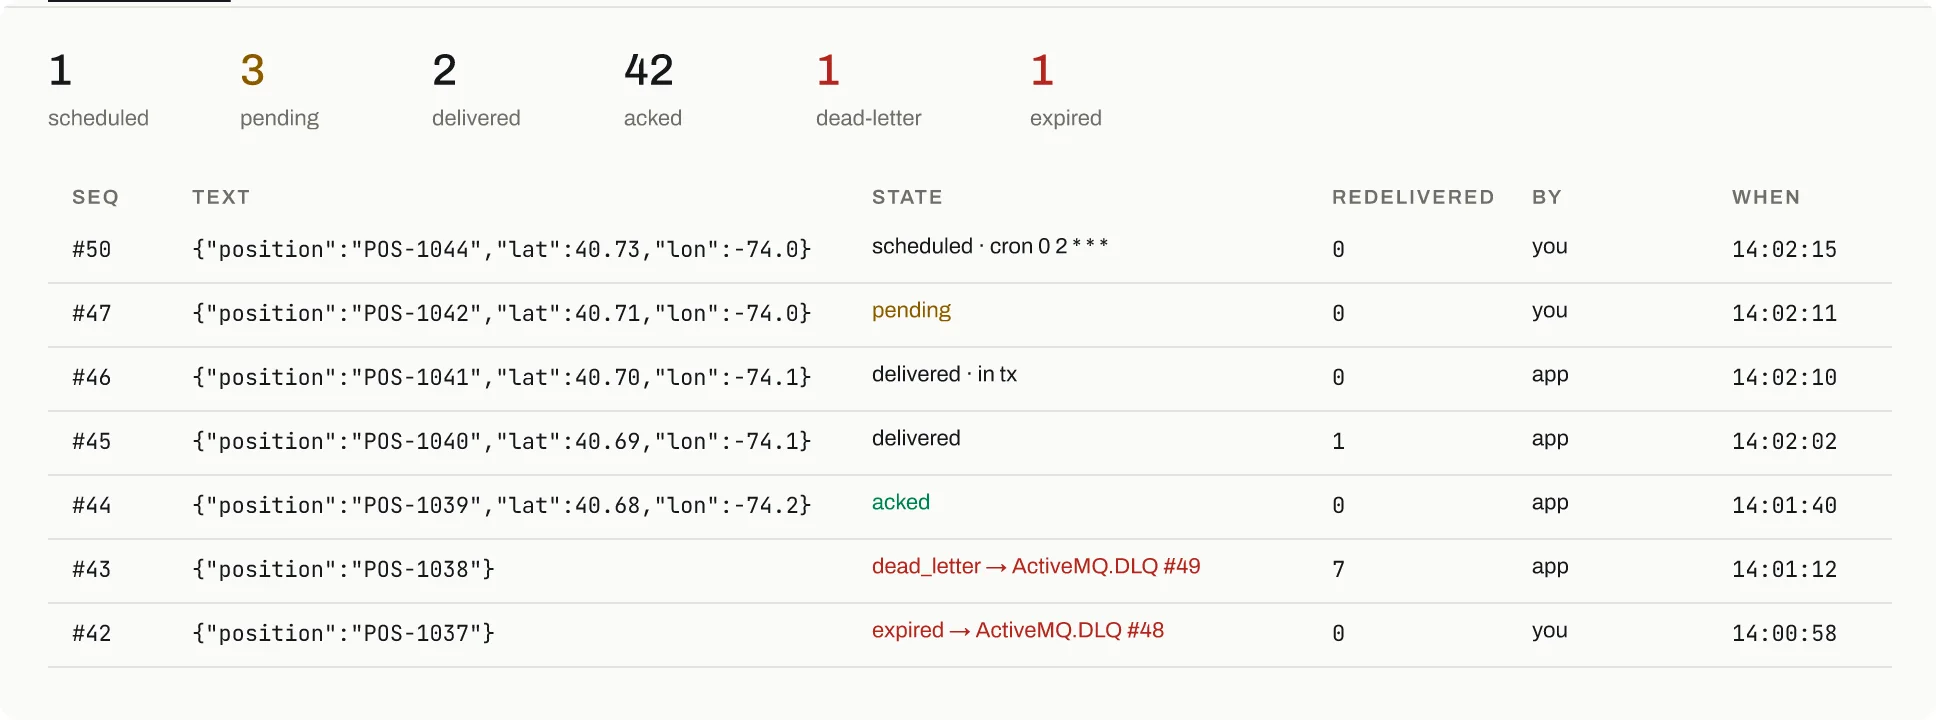 1 3 2 42 1 1
scheduled pending delivered acked dead-letter expired
SEQ TEXT STATE REDELIVERED BY WHEN
#50 {"position":"POS-1044","lat":40.73,"lon":-74.0} scheduled · cron 0 2 * * * 0 you 14:02:15
#47 {"position":"POS-1042","lat":40.71,"lon":-74.0} pending 0 you 14:02:11
#46 {"position":"POS-1041","lat":40.70,"lon":-74.1} delivered · in tx 0 app 14:02:10
#45 {"position":"POS-1040","lat":40.69,"lon":-74.1} delivered 1 app 14:02:02
#44 {"position":"POS-1039","lat":40.68,"lon":-74.2} acked 0 app 14:01:40
#43 {"position":"POS-1038"} dead_letter → ActiveMQ.DLQ #49 7 app 14:01:12
#42 {"position":"POS-1037"} expired → ActiveMQ.DLQ #48 0 you 14:00:58